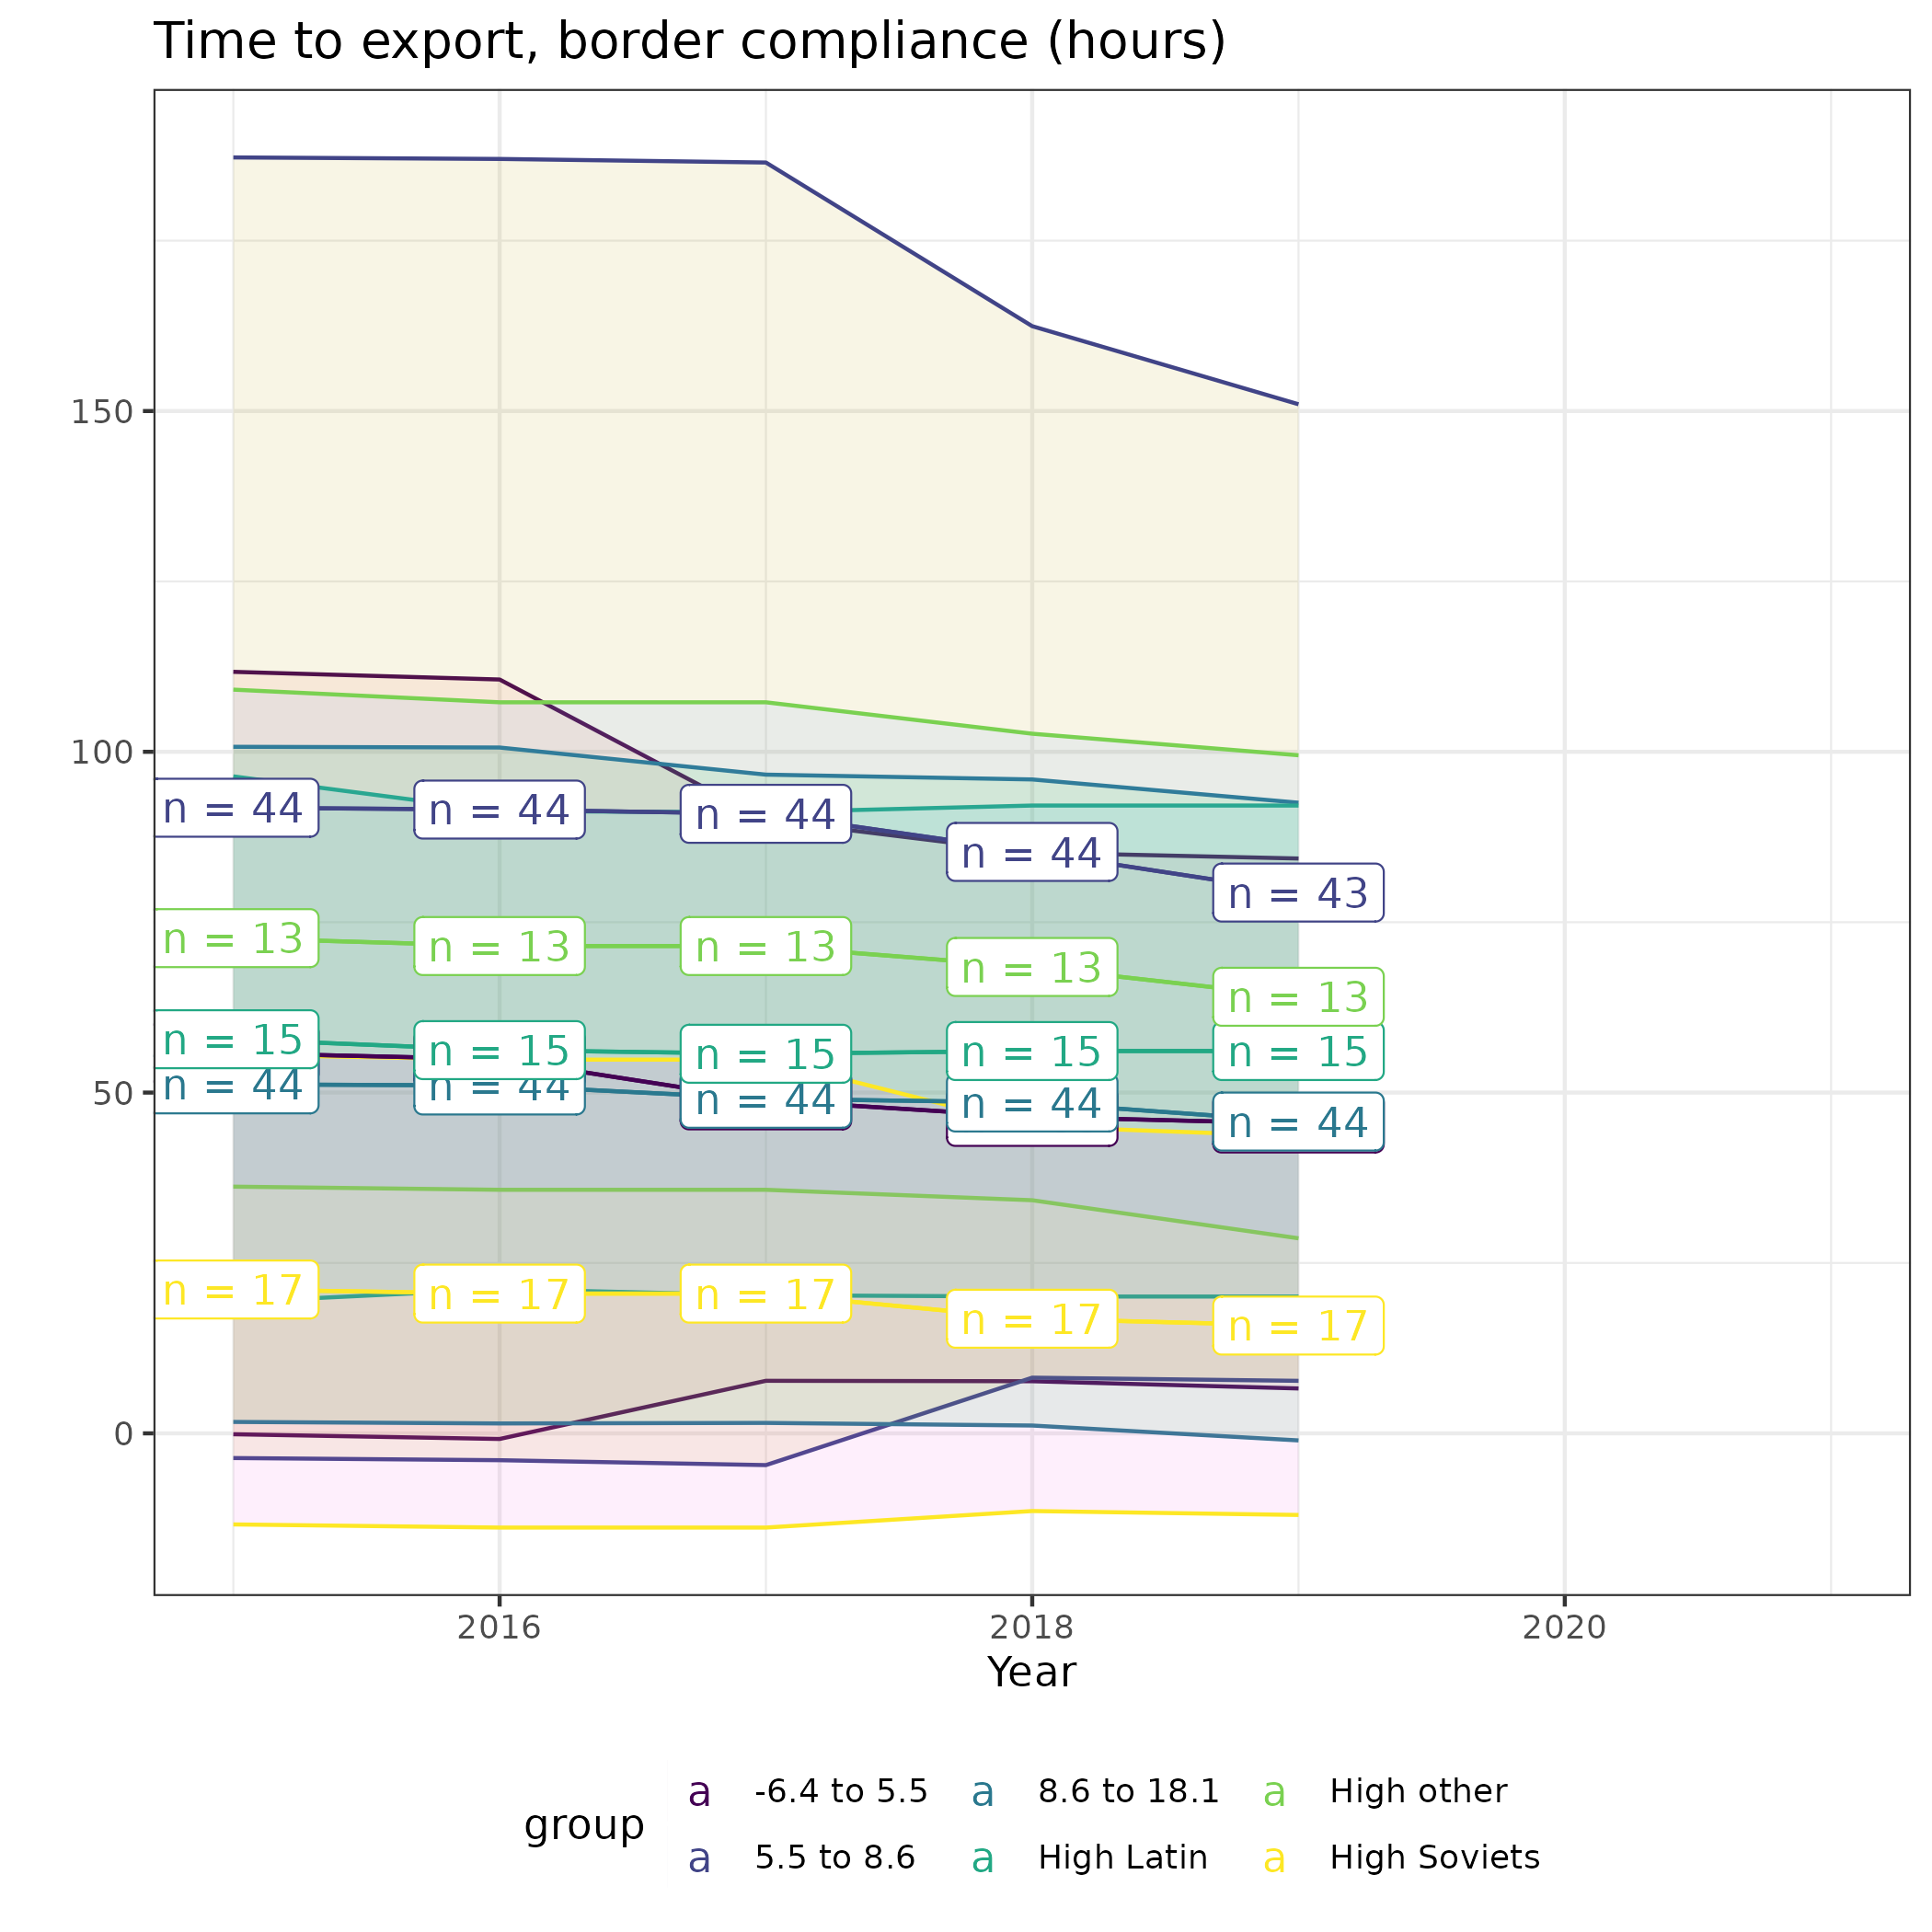 Time to export, border compliance (hours)
150
100
50
0
n = 44
n = 44
n = 44
n = 44
n = 43
n = 13
n = 13
n = 13
n = 13
n = 13
n = 15
n = 15
n = 15
n = 15
n = 15
n = 44
n = 44
n = 44
n = 44
n = 44
n = 17
n = 17
n = 17
n = 17
n = 17
2016
2018
2020
Year
group
a -6.4 to 5.5
a 8.6 to 18.1
a High other
a 5.5 to 8.6
a High Latin
a High Soviets